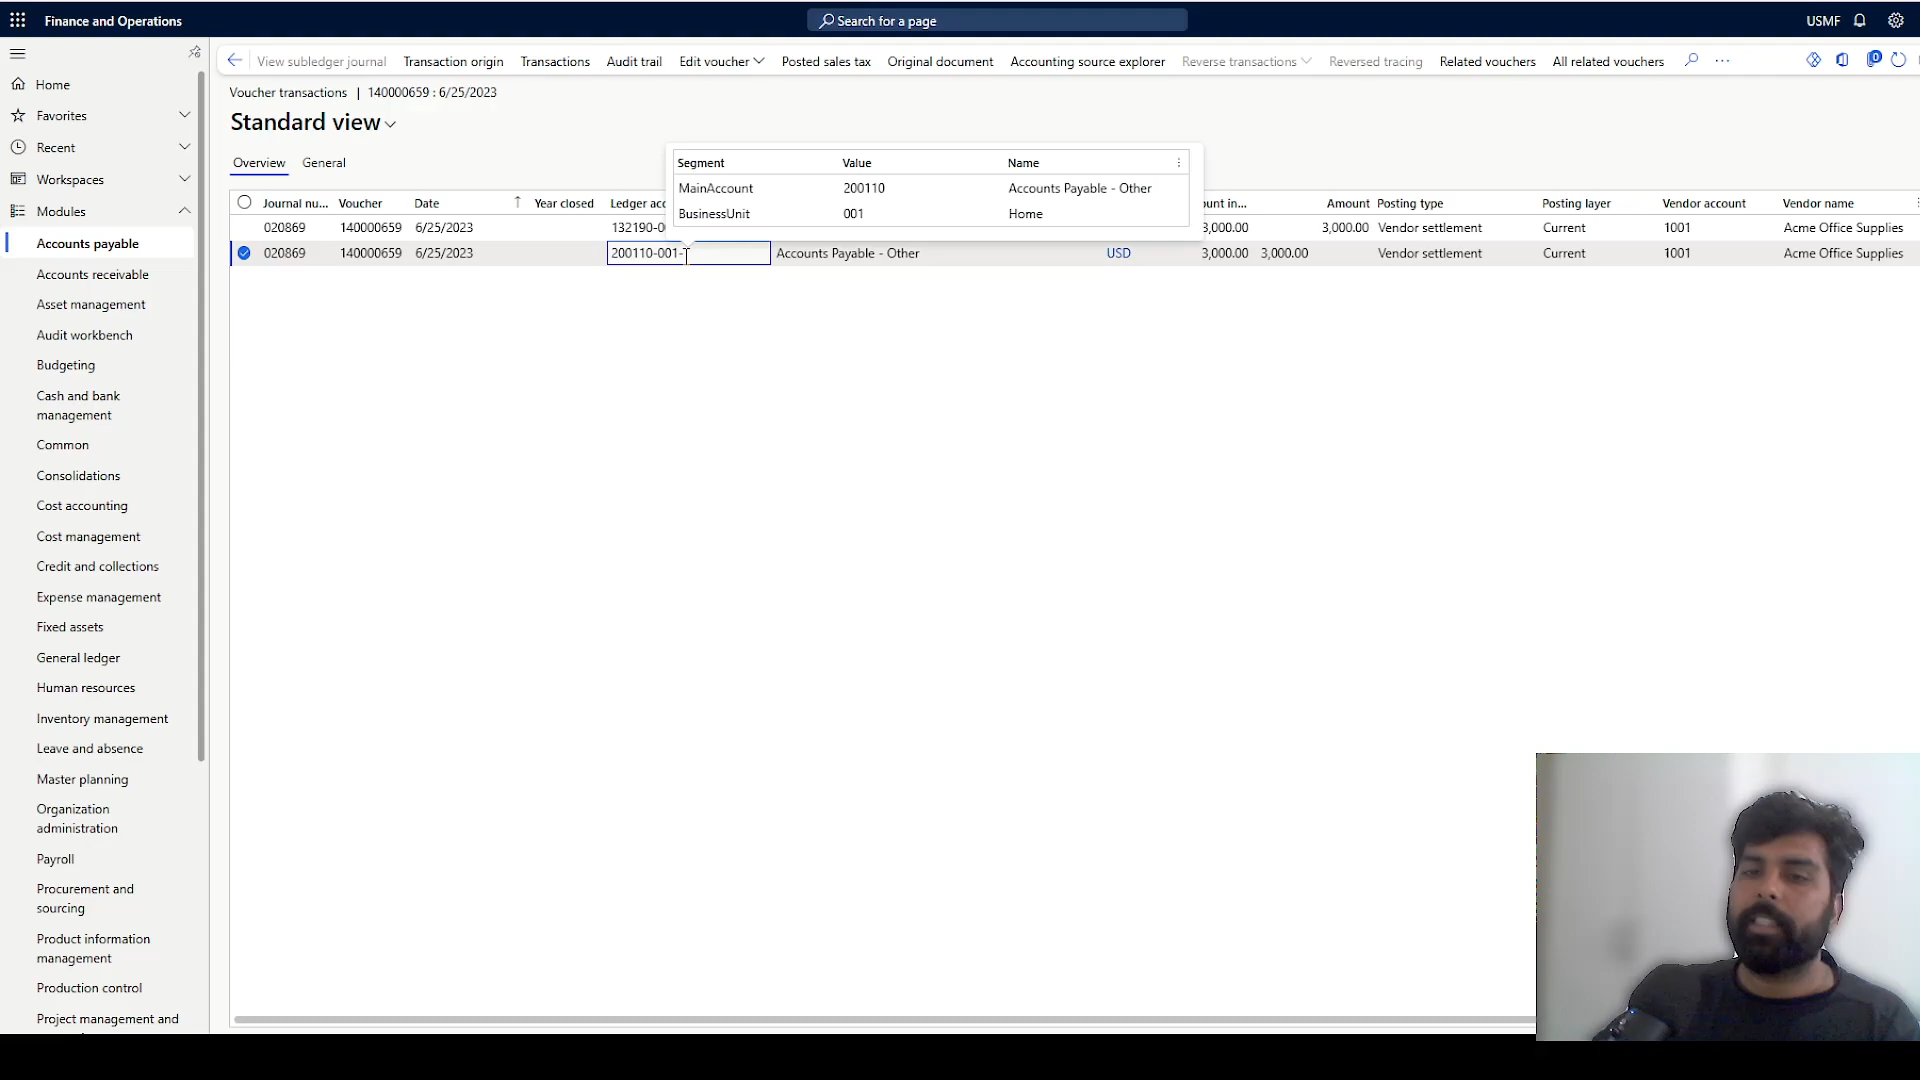 Finance and Operations
Search for a page
USMF
View subledger journal Transaction origin Transactions Audit trail Edit voucher Posted sales tax Original document Accounting source explorer Reverse transactions Reversed tracing Related vouchers All related vouchers ...
Voucher transactions | 140000659 : 6/25/2023
Standard view
Overview General
Segment Value Name
MainAccount 200110 Accounts Payable - Other
BusinessUnit 001 Home
Journal nu... Voucher Date Year closed Ledger acc ount in... Amount Posting type Posting layer Vendor account Vendor name
020869 140000659 6/25/2023 132190-0 3,000.00 3,000.00 Vendor settlement Current 1001 Acme Office Supplies
020869 140000659 6/25/2023 200110-001- Accounts Payable - Other USD 3,000.00 3,000.00 Vendor settlement Current 1001 Acme Office Supplies
Home
Favorites
Recent
Workspaces
Modules
Accounts payable
Accounts receivable
Asset management
Audit workbench
Budgeting
Cash and bank
management
Common
Consolidations
Cost accounting
Cost management
Credit and collections
Expense management
Fixed assets
General ledger
Human resources
Inventory management
Leave and absence
Master planning
Organization
administration
Payroll
Procurement and
sourcing
Product information
management
Production control
Project management and